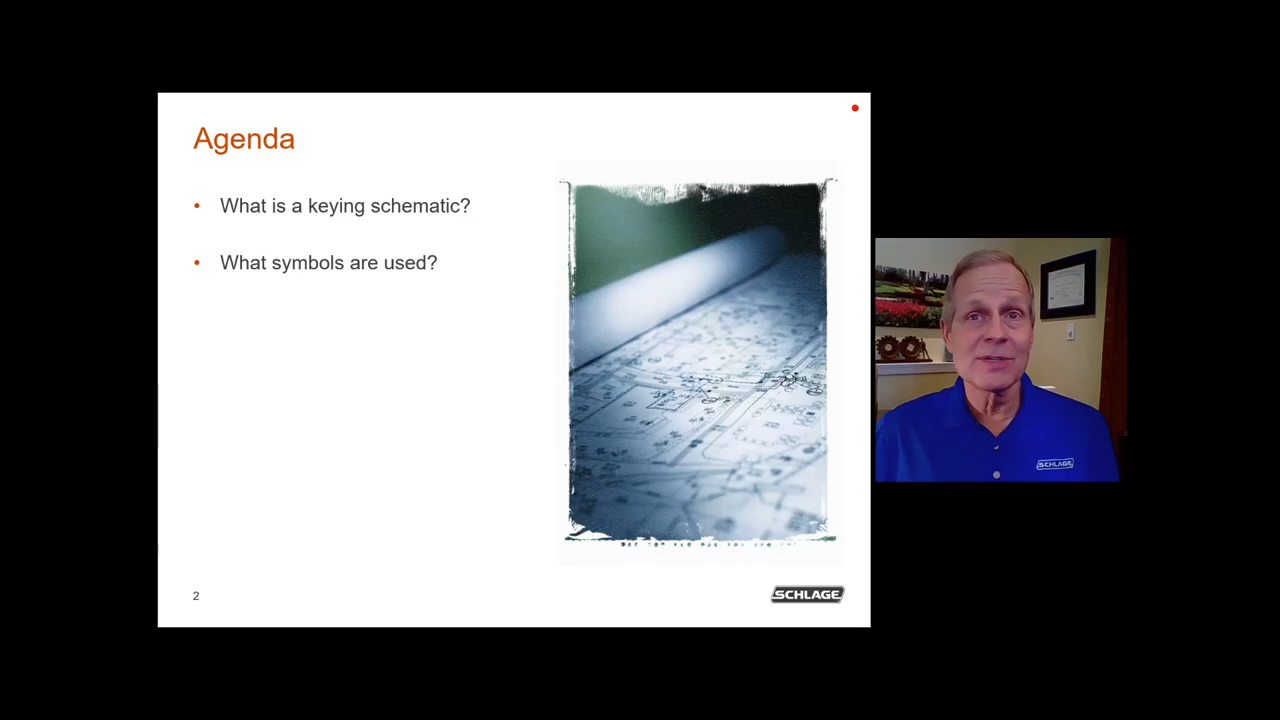 Agenda
• What is a keying schematic?
• What symbols are used?
2
SCHLAGE
SCHLAGE